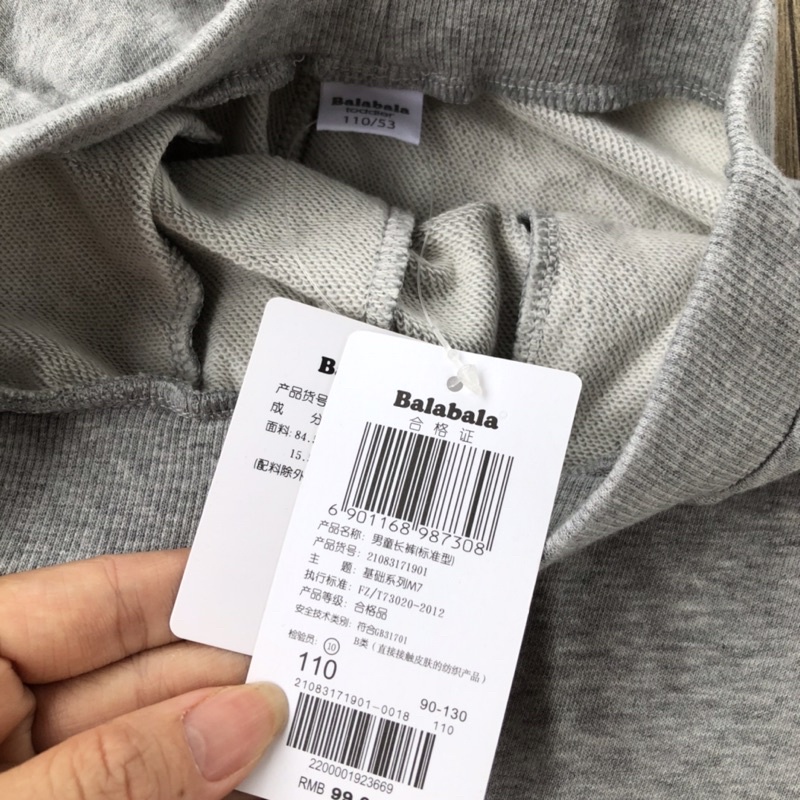 Balabala
toddler
110/53
产品货号
成 分
面料: 84.
15.
(配料除外
Balabala
合格证
6 901168 987308
产品名称: 男童长裤(标准型)
产品货号: 21083171901
主 题: 基础系列M7
执行标准: FZ/T73020-2012
产品等级: 合格品
安全技术类别: 符合GB31701
B类(直接接触皮肤的纺织产品)
检验员: 10
110
90-130
21083171901-0018 110
2200001923669
RMB 99.